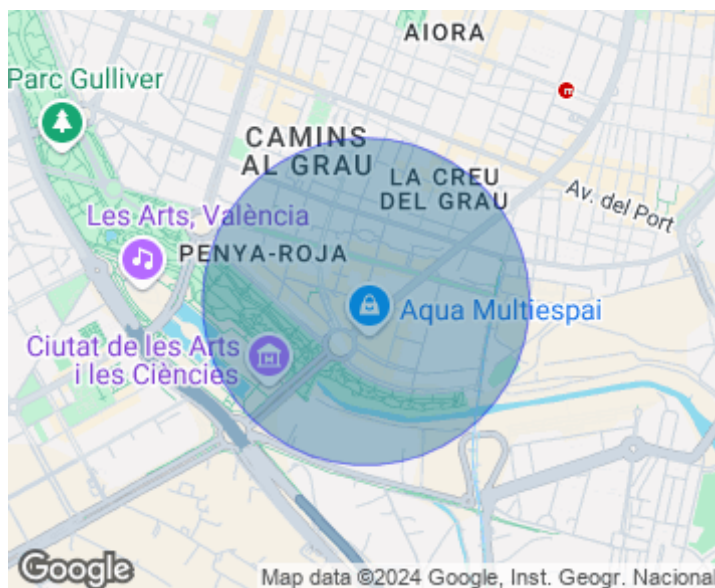 AIORA
Parc Gulliver
m
CAMINS
AL GRAU
LA CREU
DEL GRAU
Av. del Port
Les Arts, València
PENYA-ROJA
Aqua Multiespai
Ciutat de les Arts
i les Ciències
Google
Map data ©2024 Google, Inst. Geogr. Nacional